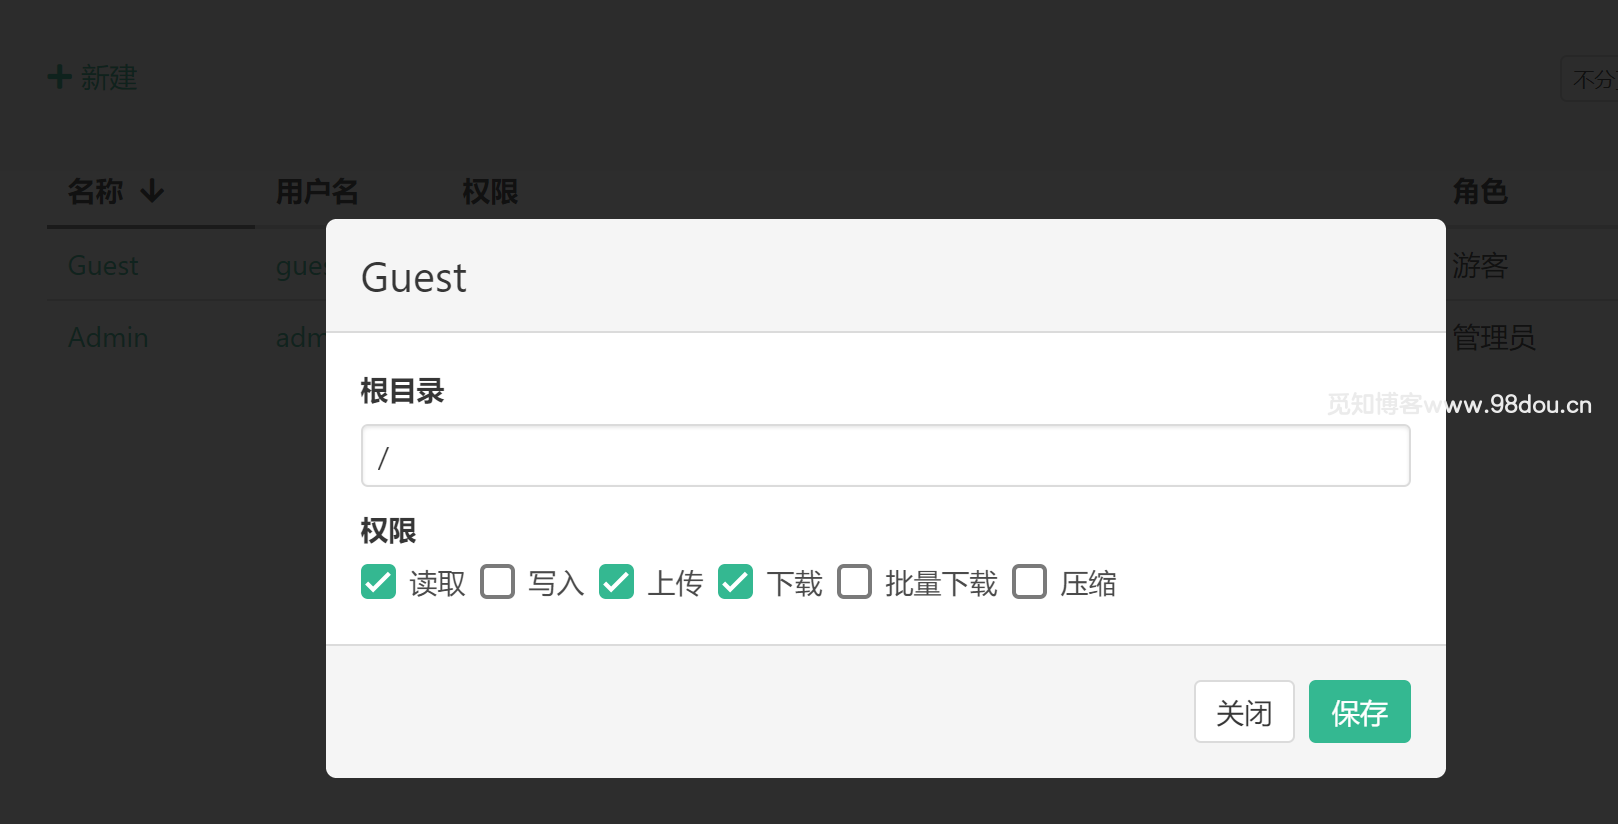 新建
不分
名称 用户名 权限 角色
Guest 游客
Admin 管理员
Guest
根目录
觅知博客www.98dou.cn
/
权限
读取 写入 上传 下载 批量下载 压缩
关闭 保存